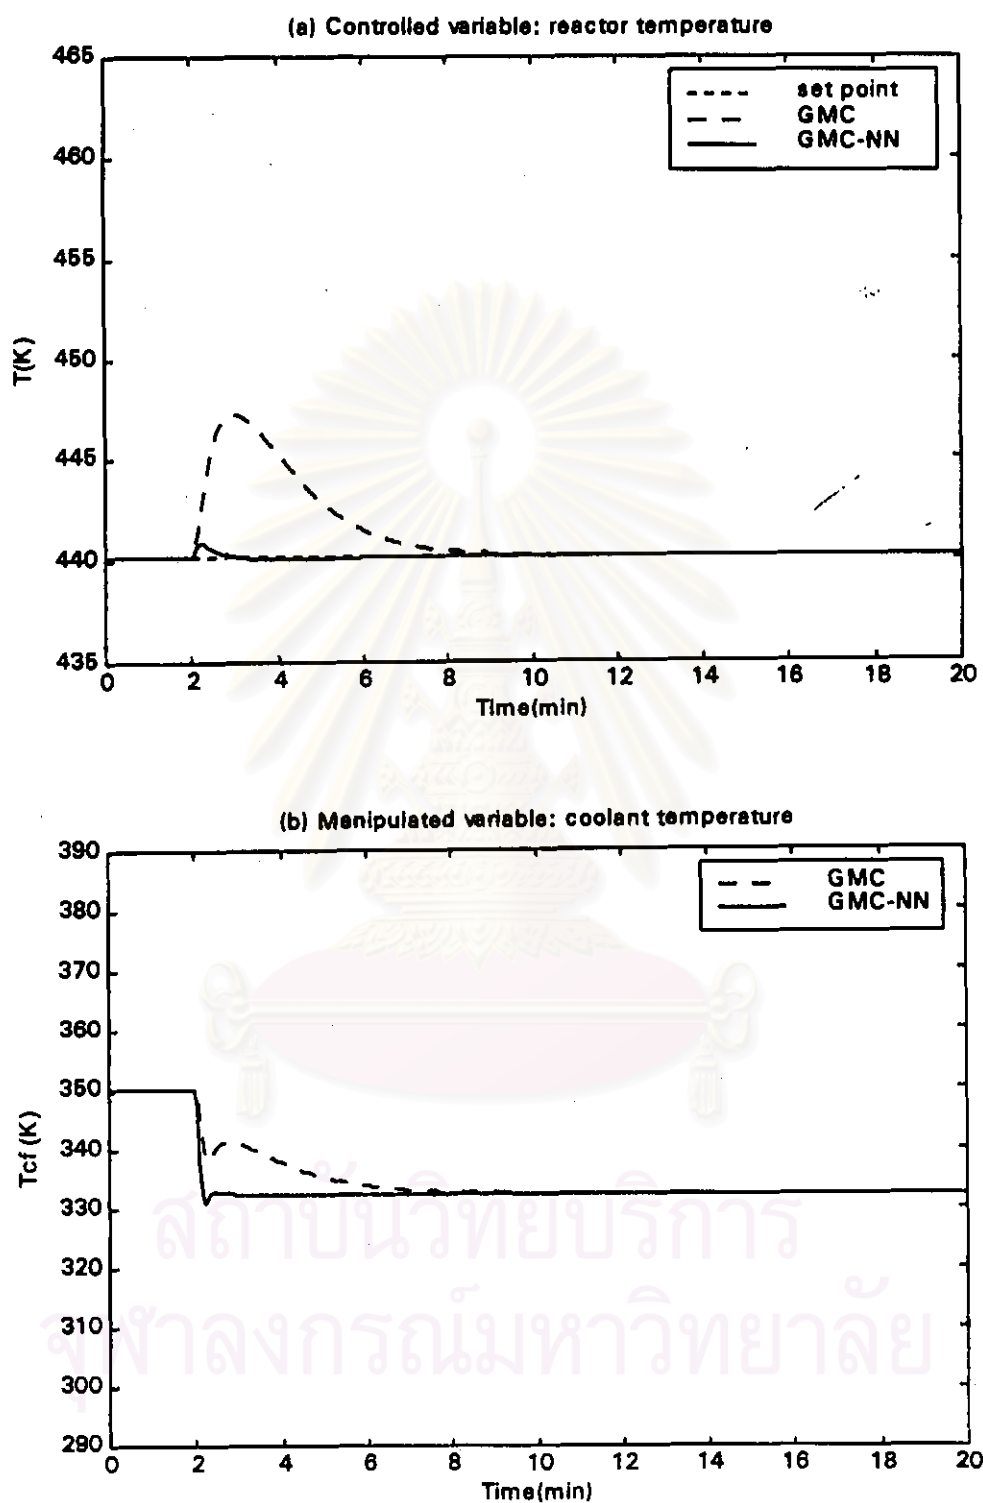 (a) Controlled variable: reactor temperature
465
460
455
450
445
440
435
T(K)
set point
GMC
GMC-NN
0 2 4 6 8 10 12 14 16 18 20
Time(min)
(b) Manipulated variable: coolant temperature
390
380
370
360
350
340
330
320
310
300
290
Tcf (K)
GMC
GMC-NN
0 2 4 6 8 10 12 14 16 18 20
Time(min)
สถาบันวิทยบริการ
จุฬาลงกรณ์มหาวิทยาลัย